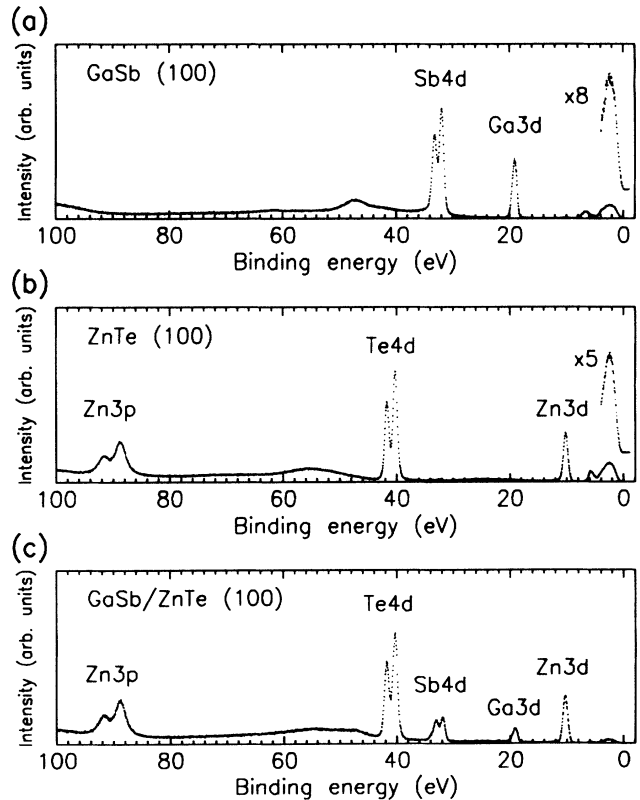 (a)
GaSb (100)
Sb4d
x8
Ga3d
Intensity (arb. units)
100 80 60 40 20 0
Binding energy (eV)
(b)
ZnTe (100)
Te4d
x5
Zn3p
Zn3d
Intensity (arb. units)
100 80 60 40 20 0
Binding energy (eV)
(c)
GaSb/ZnTe (100)
Te4d
Zn3p
Sb4d
Zn3d
Ga3d
Intensity (arb. units)
100 80 60 40 20 0
Binding energy (eV)